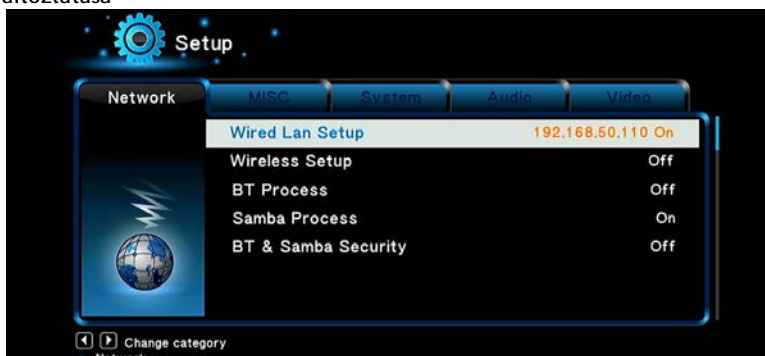 Setup
Network MISC System Audio Video
Wired Lan Setup 192.168.50.110 On
Wireless Setup Off
BT Process Off
Samba Process On
BT & Samba Security Off
Change category